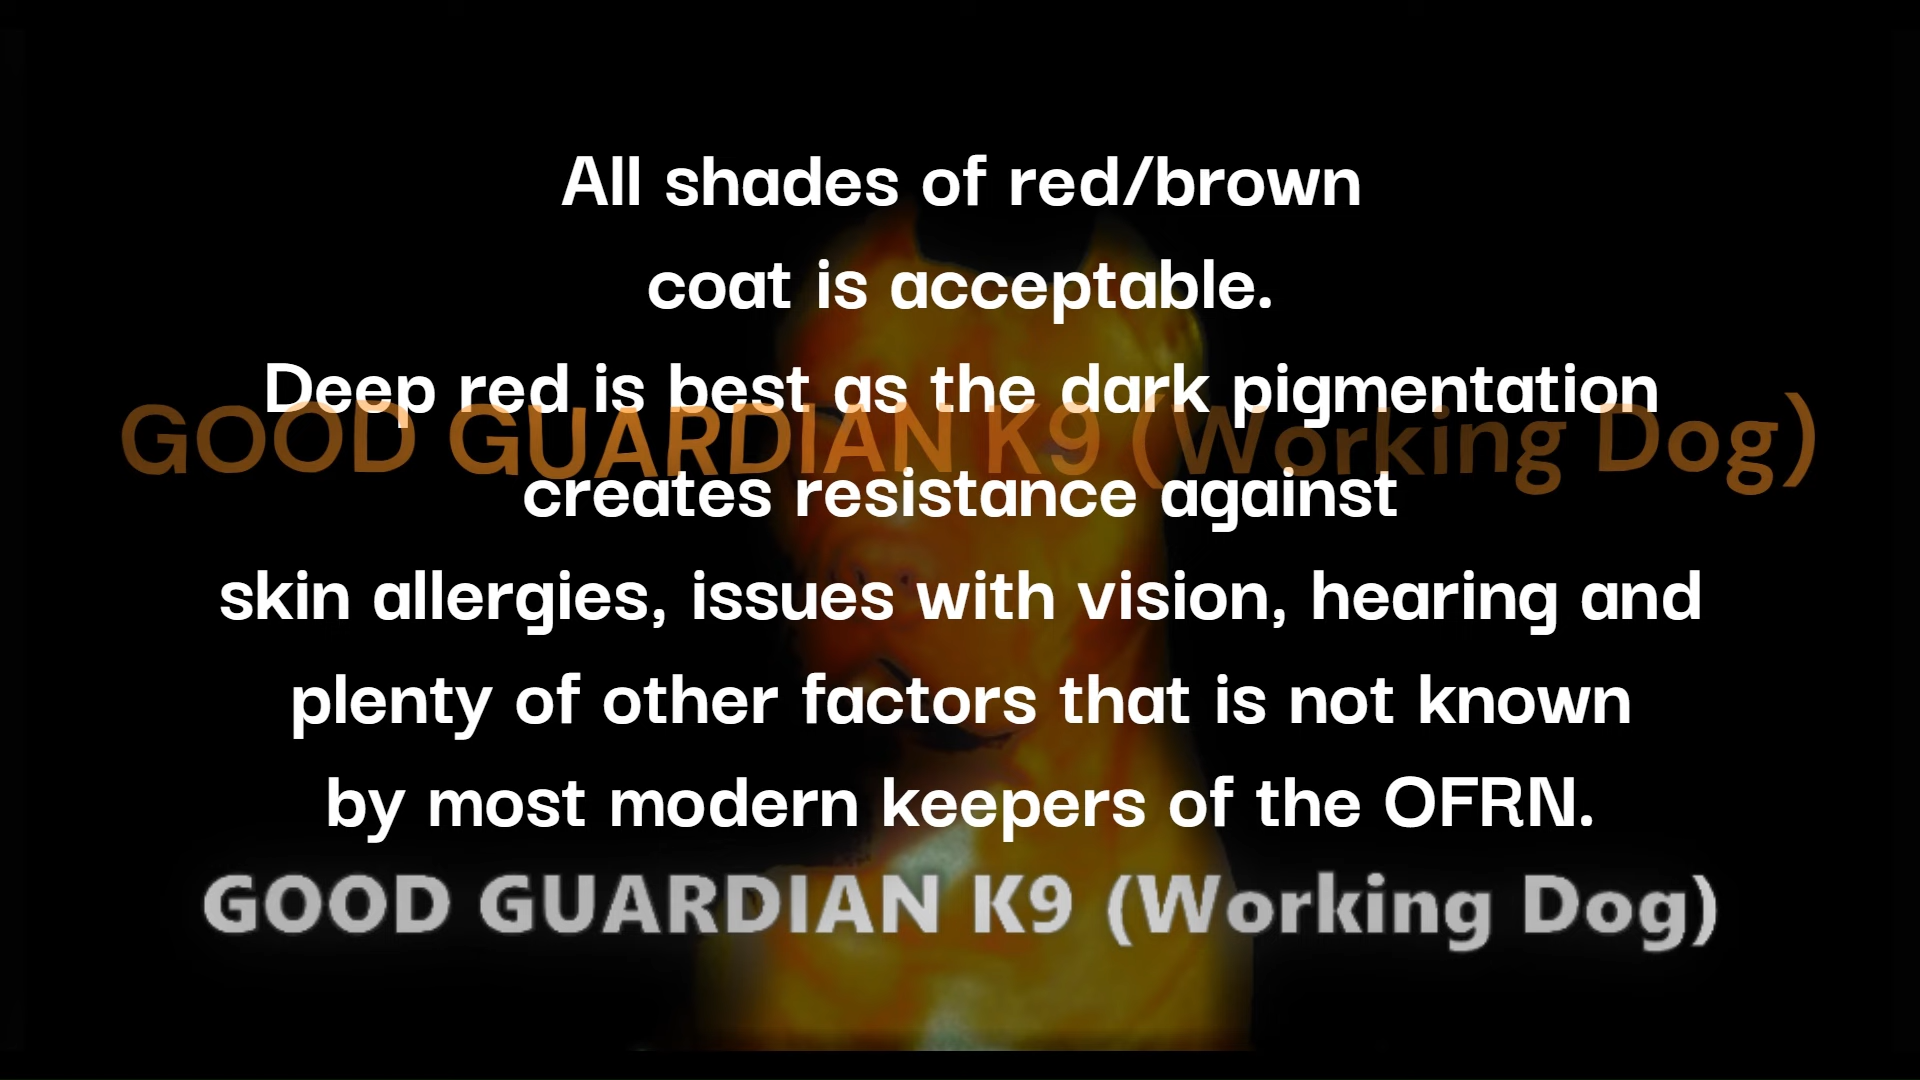 All shades of red/brown
coat is acceptable.
Deep red is best as the dark pigmentation
GOOD GUARDIAN K9 (Working Dog)
creates resistance against
skin allergies, issues with vision, hearing and
plenty of other factors that is not known
by most modern keepers of the OFRN.
GOOD GUARDIAN K9 (Working Dog)